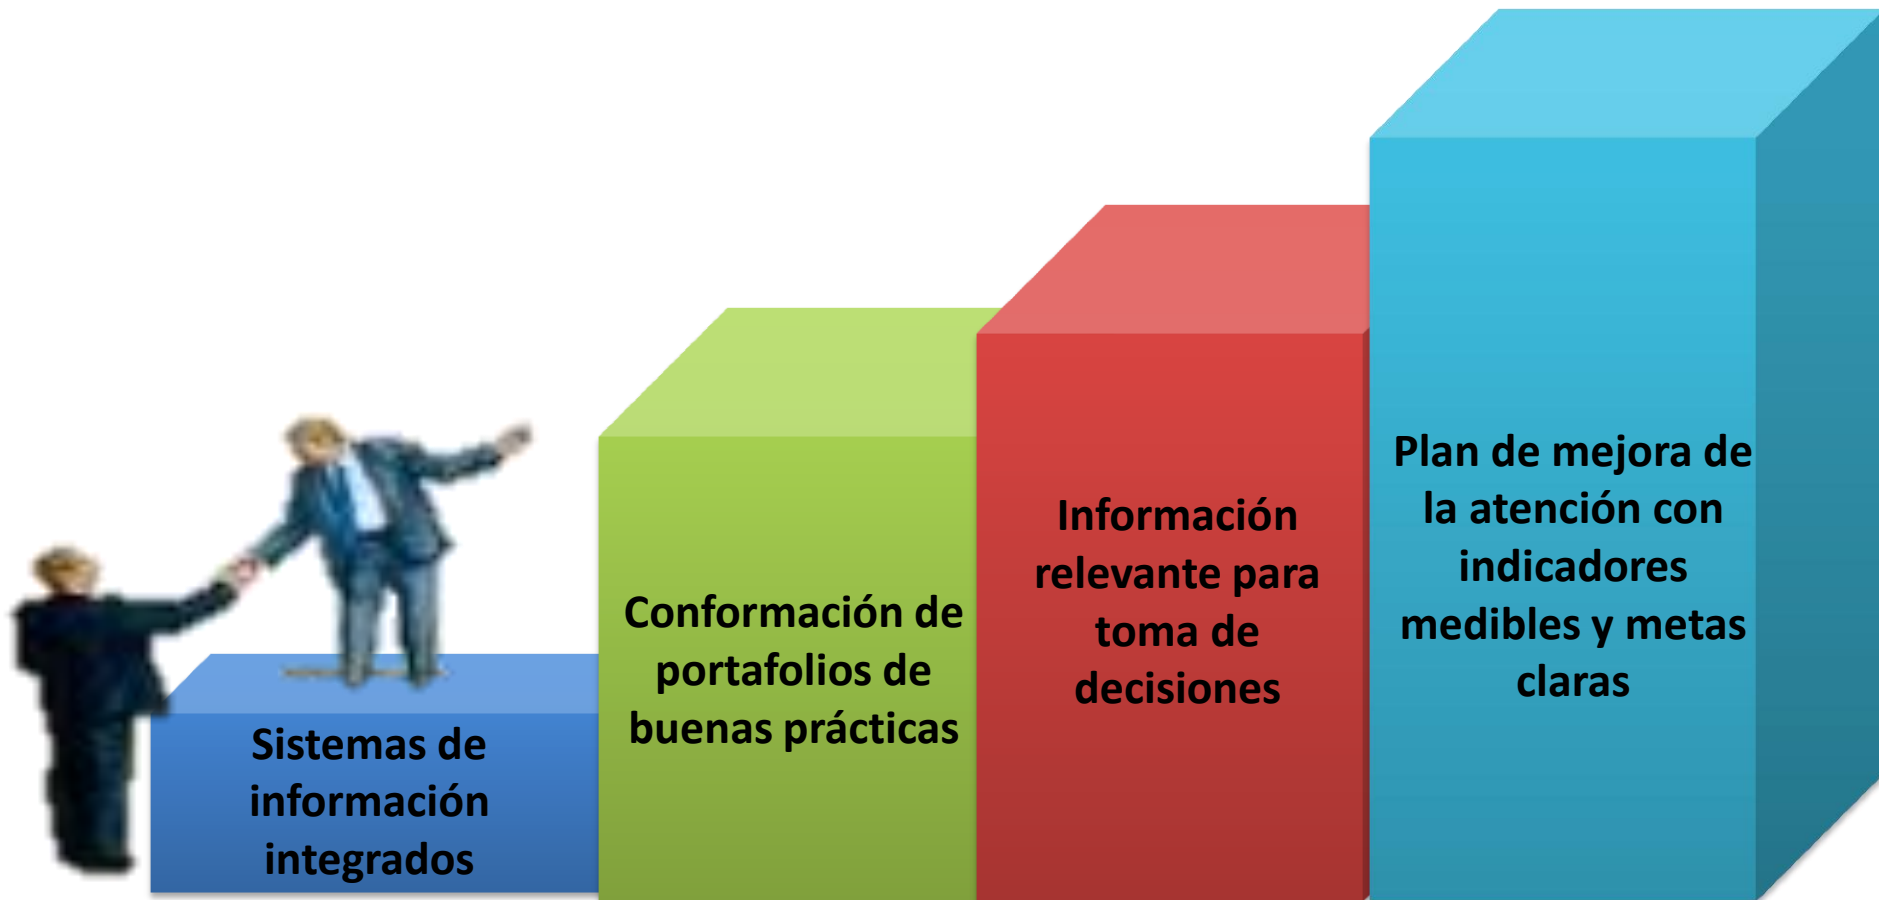 Sistemas de
información
integrados
Conformación de
portafolios de
buenas prácticas
Información
relevante para
toma de
decisiones
Plan de mejora de
la atención con
indicadores
medibles y metas
claras